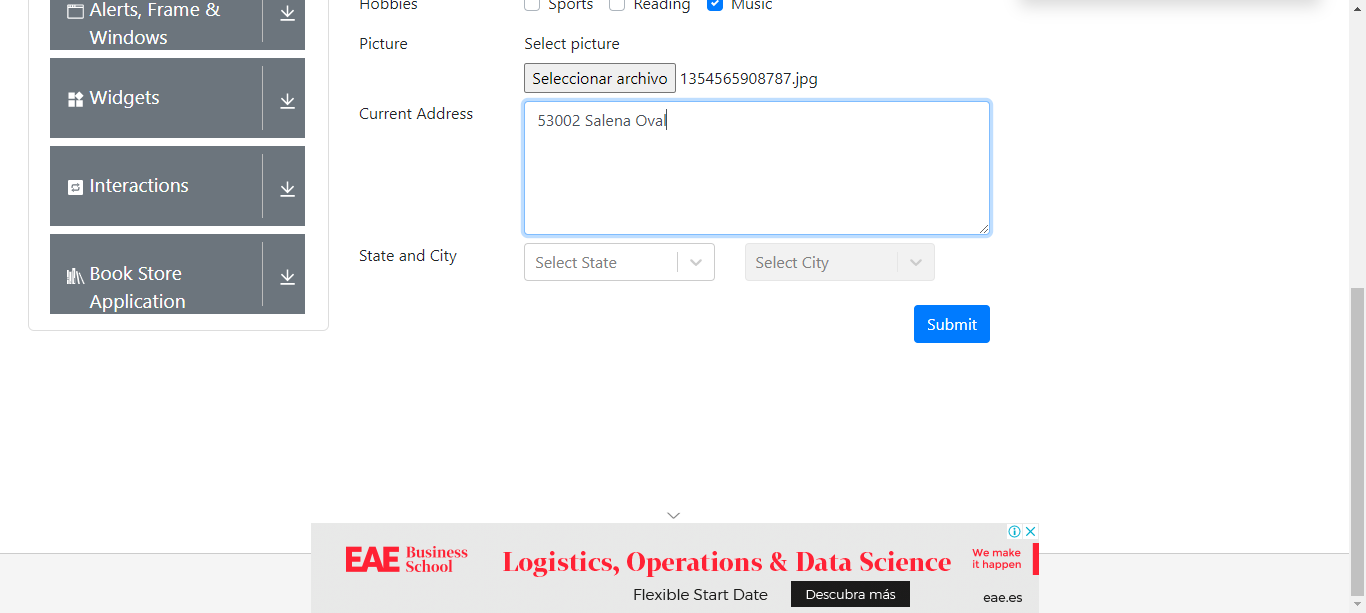 Alerts, Frame &
Windows
Widgets
Interactions
Book Store
Application
Hobbies
Sports
Reading
Music
Picture
Select picture
Seleccionar archivo 1354565908787.jpg
Current Address
53002 Salena Oval
State and City
Select State
Select City
Submit
EAE Business
School
Logistics, Operations & Data Science
Flexible Start Date
Descubra más
We make
it happen
eae.es